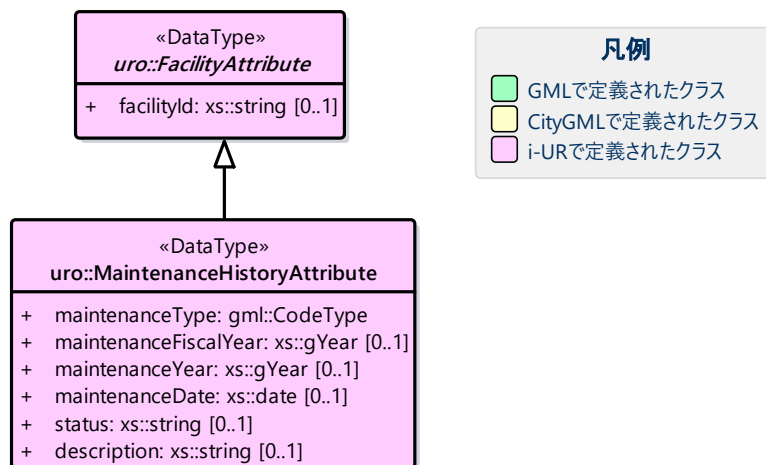 «DataType»
uro::FacilityAttribute
+ facilityId: xs::string [0..1]
凡例
GMLで定義されたクラス
CityGMLで定義されたクラス
i-URで定義されたクラス
«DataType»
uro::MaintenanceHistoryAttribute
+ maintenanceType: gml::CodeType
+ maintenanceFiscalYear: xs::gYear [0..1]
+ maintenanceYear: xs::gYear [0..1]
+ maintenanceDate: xs::date [0..1]
+ status: xs::string [0..1]
+ description: xs::string [0..1]